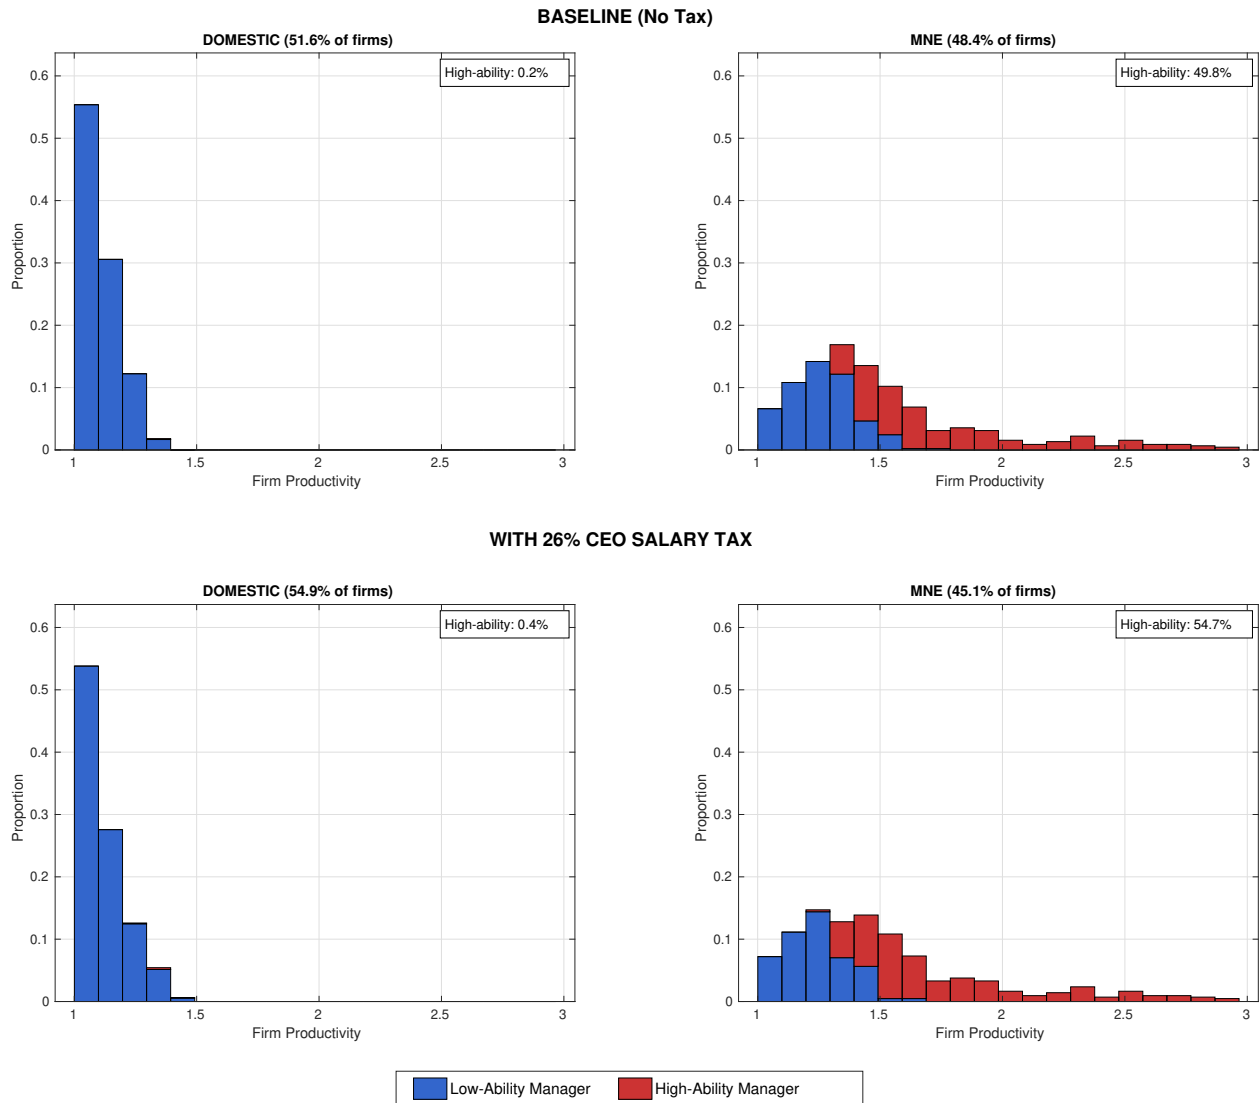 BASELINE (No Tax)
DOMESTIC (51.6% of firms)
High-ability: 0.2%
0.6
0.5
0.4
0.3
0.2
0.1
0
Proportion
1
1.5
2
2.5
3
Firm Productivity
MNE (48.4% of firms)
High-ability: 49.8%
0.6
0.5
0.4
0.3
0.2
0.1
0
Proportion
1
1.5
2
2.5
3
Firm Productivity
WITH 26% CEO SALARY TAX
DOMESTIC (54.9% of firms)
High-ability: 0.4%
0.6
0.5
0.4
0.3
0.2
0.1
0
Proportion
1
1.5
2
2.5
3
Firm Productivity
MNE (45.1% of firms)
High-ability: 54.7%
0.6
0.5
0.4
0.3
0.2
0.1
0
Proportion
1
1.5
2
2.5
3
Firm Productivity
Low-Ability Manager
High-Ability Manager